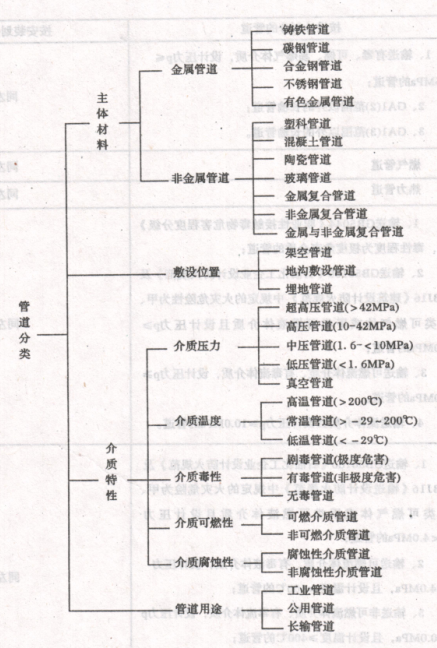 管道分类
主体材料
金属管道
铸铁管道
碳钢管道
合金钢管道
不锈钢管道
有色金属管道
非金属管道
塑科管道
混凝土管道
陶瓷管道
玻璃管道
金属复合管道
非金属复合管道
金属与非金属复合管道
敷设位置
架空管道
地沟敷设管道
埋地管道
介质特性
介质压力
超高压管道(>42MPa)
高压管道(10-42MPa)
中压管道(1.6-<10MPa)
低压管道(<1.6MPa)
真空管道
介质温度
高温管道(>200℃)
常温管道(>-29~200℃)
低温管道(<-29℃)
介质毒性
剧毒管道(极度危害)
有毒管道(非极度危害)
无毒管道
介质可燃性
可燃介质管道
非可燃介质管道
介质腐蚀性
腐蚀性介质管道
非腐蚀性介质管道
管道用途
工业管道
公用管道
长输管道